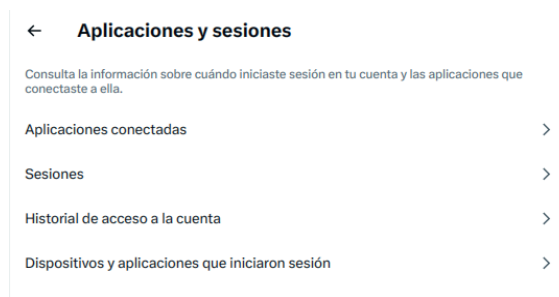 Aplicaciones y sesiones
Consulta la información sobre cuándo iniciaste sesión en tu cuenta y las aplicaciones que
conectaste a ella.
Aplicaciones conectadas
Sesiones
Historial de acceso a la cuenta
Dispositivos y aplicaciones que iniciaron sesión